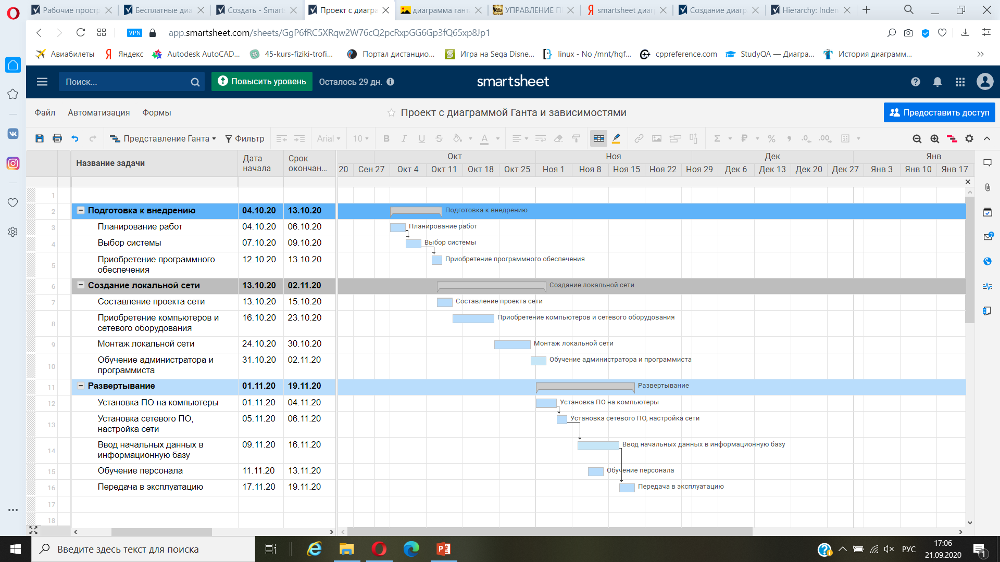 Рабочие прост
Бесплатные диа
Создать - Smart
Проект с диагра
диаграмма гант
УПРАВЛЕНИЕ П
smartsheet диаг
Создание диагр
Hierarchy: Inden
VPN
app.smartsheet.com/sheets/GgP6fRC5XRqw2W76cQ2pcRxpGG6Gp3fQ65xp8Jp1
Авиабилеты
Яндекс
Autodesk AutoCAD...
45-kurs-fiziki-trofi...
Портал дистанцио...
Игра на Sega Disne...
linux - No /mnt/hgf...
cppreference.com
StudyQA — Диагра...
История диаграмм...
Поиск...
Повысить уровень
Осталось 29 дн.
smartsheet
Файл
Автоматизация
Формы
Проект с диаграммой Ганта и зависимостями
Предоставить доступ
Представление Ганта
Фильтр
Arial
10
Название задачи
Дата начала
Срок окончан...
Окт Ноя Дек Янв
20 Сен 27 Окт 4 Окт 11 Окт 18 Окт 25 Ноя 1 Ноя 8 Ноя 15 Ноя 22 Ноя 29 Дек 6 Дек 13 Дек 20 Дек 27 Янв 3 Янв 10 Янв 17
1
2 Подготовка к внедрению 04.10.20 13.10.20 Подготовка к внедрению
3 Планирование работ 04.10.20 06.10.20 Планирование работ
4 Выбор системы 07.10.20 09.10.20 Выбор системы
5 Приобретение программного обеспечения 12.10.20 13.10.20 Приобретение программного обеспечения
6 Создание локальной сети 13.10.20 02.11.20 Создание локальной сети
7 Составление проекта сети 13.10.20 15.10.20 Составление проекта сети
8 Приобретение компьютеров и сетевого оборудования 16.10.20 23.10.20 Приобретение компьютеров и сетевого оборудования
9 Монтаж локальной сети 24.10.20 30.10.20 Монтаж локальной сети
10 Обучение администратора и программиста 31.10.20 02.11.20 Обучение администратора и программиста
11 Развертывание 01.11.20 19.11.20 Развертывание
12 Установка ПО на компьютеры 01.11.20 04.11.20 Установка ПО на компьютеры
13 Установка сетевого ПО, настройка сети 05.11.20 06.11.20 Установка сетевого ПО, настройка сети
14 Ввод начальных данных в информационную базу 09.11.20 16.11.20 Ввод начальных данных в информационную базу
15 Обучение персонала 11.11.20 13.11.20 Обучение персонала
16 Передача в эксплуатацию 17.11.20 19.11.20 Передача в эксплуатацию
17
18
Введите здесь текст для поиска
РУС
17:06
21.09.2020
1